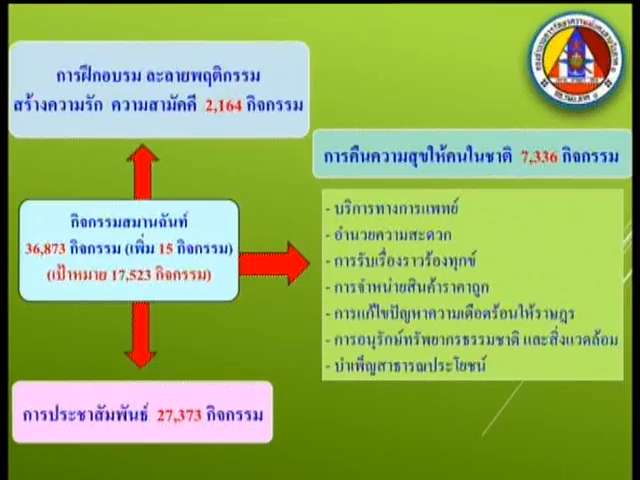 การฝึกอบรม ละลายพฤติกรรม
สร้างความรัก ความสามัคคี 2,164 กิจกรรม
การคืนความสุขให้คนในชาติ 7,336 กิจกรรม
กิจกรรมสมานฉันท์
36,873 กิจกรรม (เพิ่ม 15 กิจกรรม)
(เป้าหมาย 17,523 กิจกรรม)
- บริการทางการแพทย์
- อำนวยความสะดวก
- การรับเรื่องราวร้องทุกข์
- การจำหน่ายสินค้าราคาถูก
- การแก้ไขปัญหาความเดือดร้อนให้ราษฎร
- การอนุรักษ์ทรัพยากรธรรมชาติ และสิ่งแวดล้อม
- บำเพ็ญสาธารณประโยชน์
การประชาสัมพันธ์ 27,373 กิจกรรม